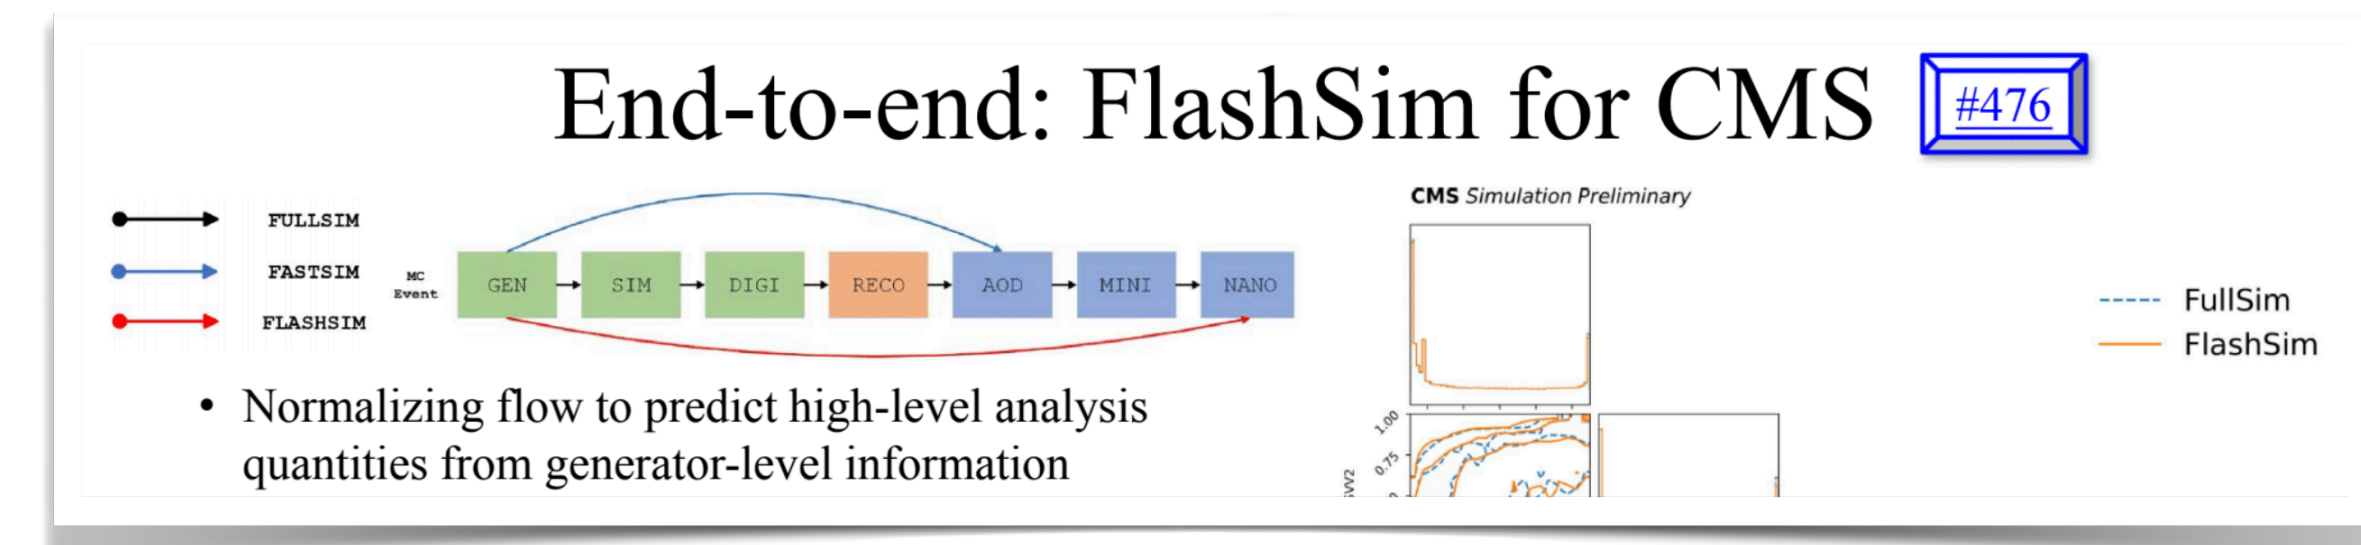 End-to-end: FlashSim for CMS
#476
FULLSIM
FASTSIM
FLASHSIM
MC
Event
GEN
SIM
DIGI
RECO
AOD
MINI
NANO
• Normalizing flow to predict high-level analysis
quantities from generator-level information
CMS Simulation Preliminary
FullSim
FlashSim
1.00
0.75